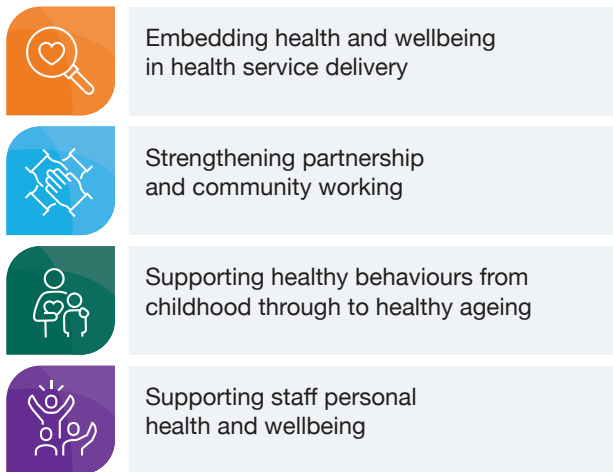 Embedding health and wellbeing
in health service delivery
Strengthening partnership
and community working
Supporting healthy behaviours from
childhood through to healthy ageing
Supporting staff personal
health and wellbeing